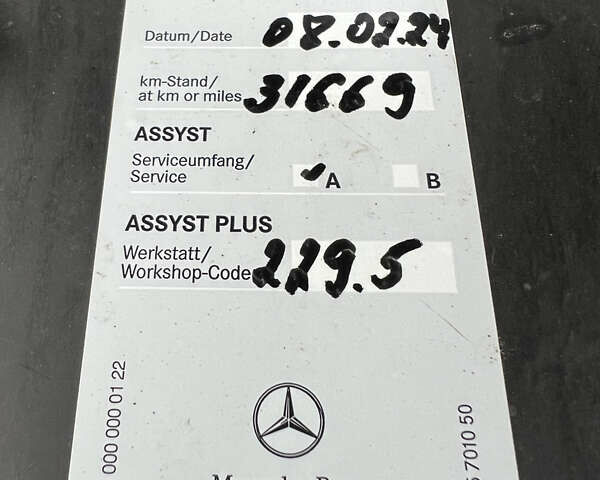 Datum/Date 08.02.24
km-Stand/
at km or miles 31669
ASSYST
Serviceumfang/
Service A B
ASSYST PLUS
Werkstatt/
Workshop-Code 229.5
000 000 01 22
7010 50